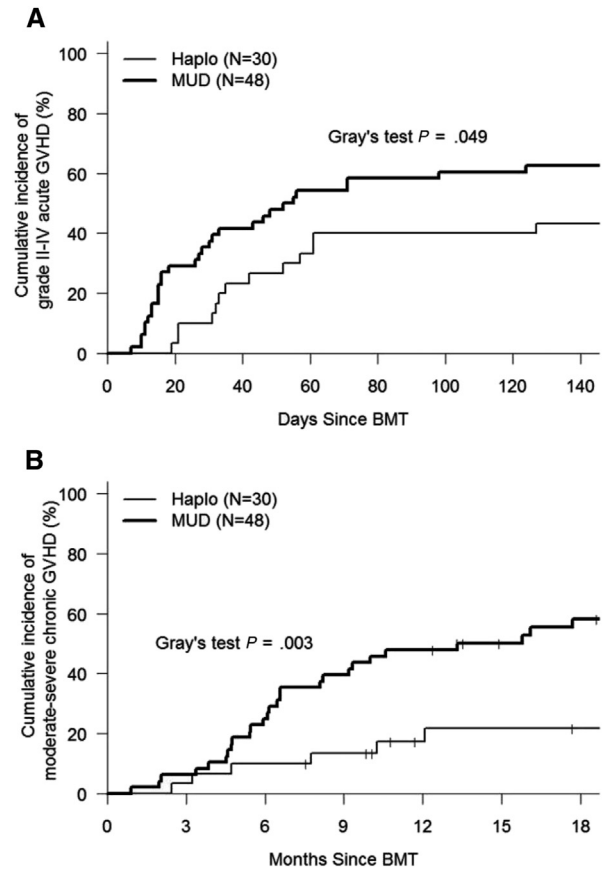 A
Haplo (N=30)
MUD (N=48)
Gray's test P = .049
Cumulative incidence of
grade II-IV acute GVHD (%)
100
80
60
40
20
0
0 20 40 60 80 100 120 140
Days Since BMT
B
Haplo (N=30)
MUD (N=48)
Gray's test P = .003
Cumulative incidence of
moderate-severe chronic GVHD (%)
100
80
60
40
20
0
0 3 6 9 12 15 18
Months Since BMT